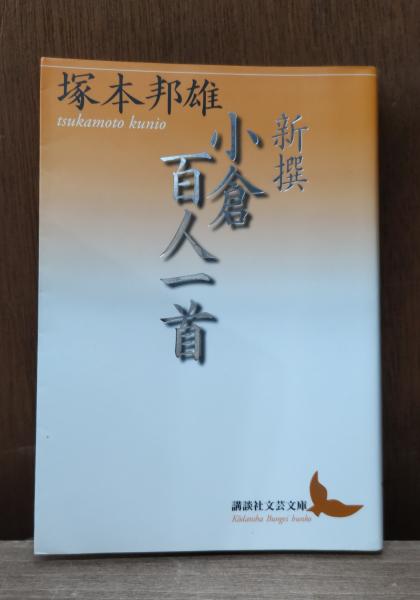 塚本邦雄
tsukamoto kunio
新撰
小倉
百人一首
講談社文芸文庫
Kōdansha Bungei bunko